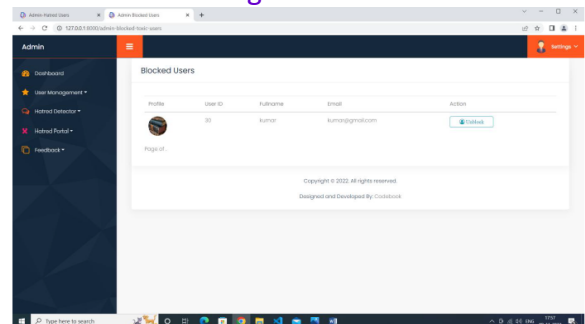 Admin-Hatred Users
Admin Blocked Users
127.0.0.1:8000/admin-blocked-toxic-users
Admin
Settings
Dashboard
User Management
Hatred Detector
Hatred Portal
Feedback
Blocked Users
Profile User ID Fullname Email Action
kumar kumar@gmail.com Unblock
Page of .
Copyright © 2022. All rights reserved.
Designed and Developed By: Codebook
Type here to search
ENG
17:57